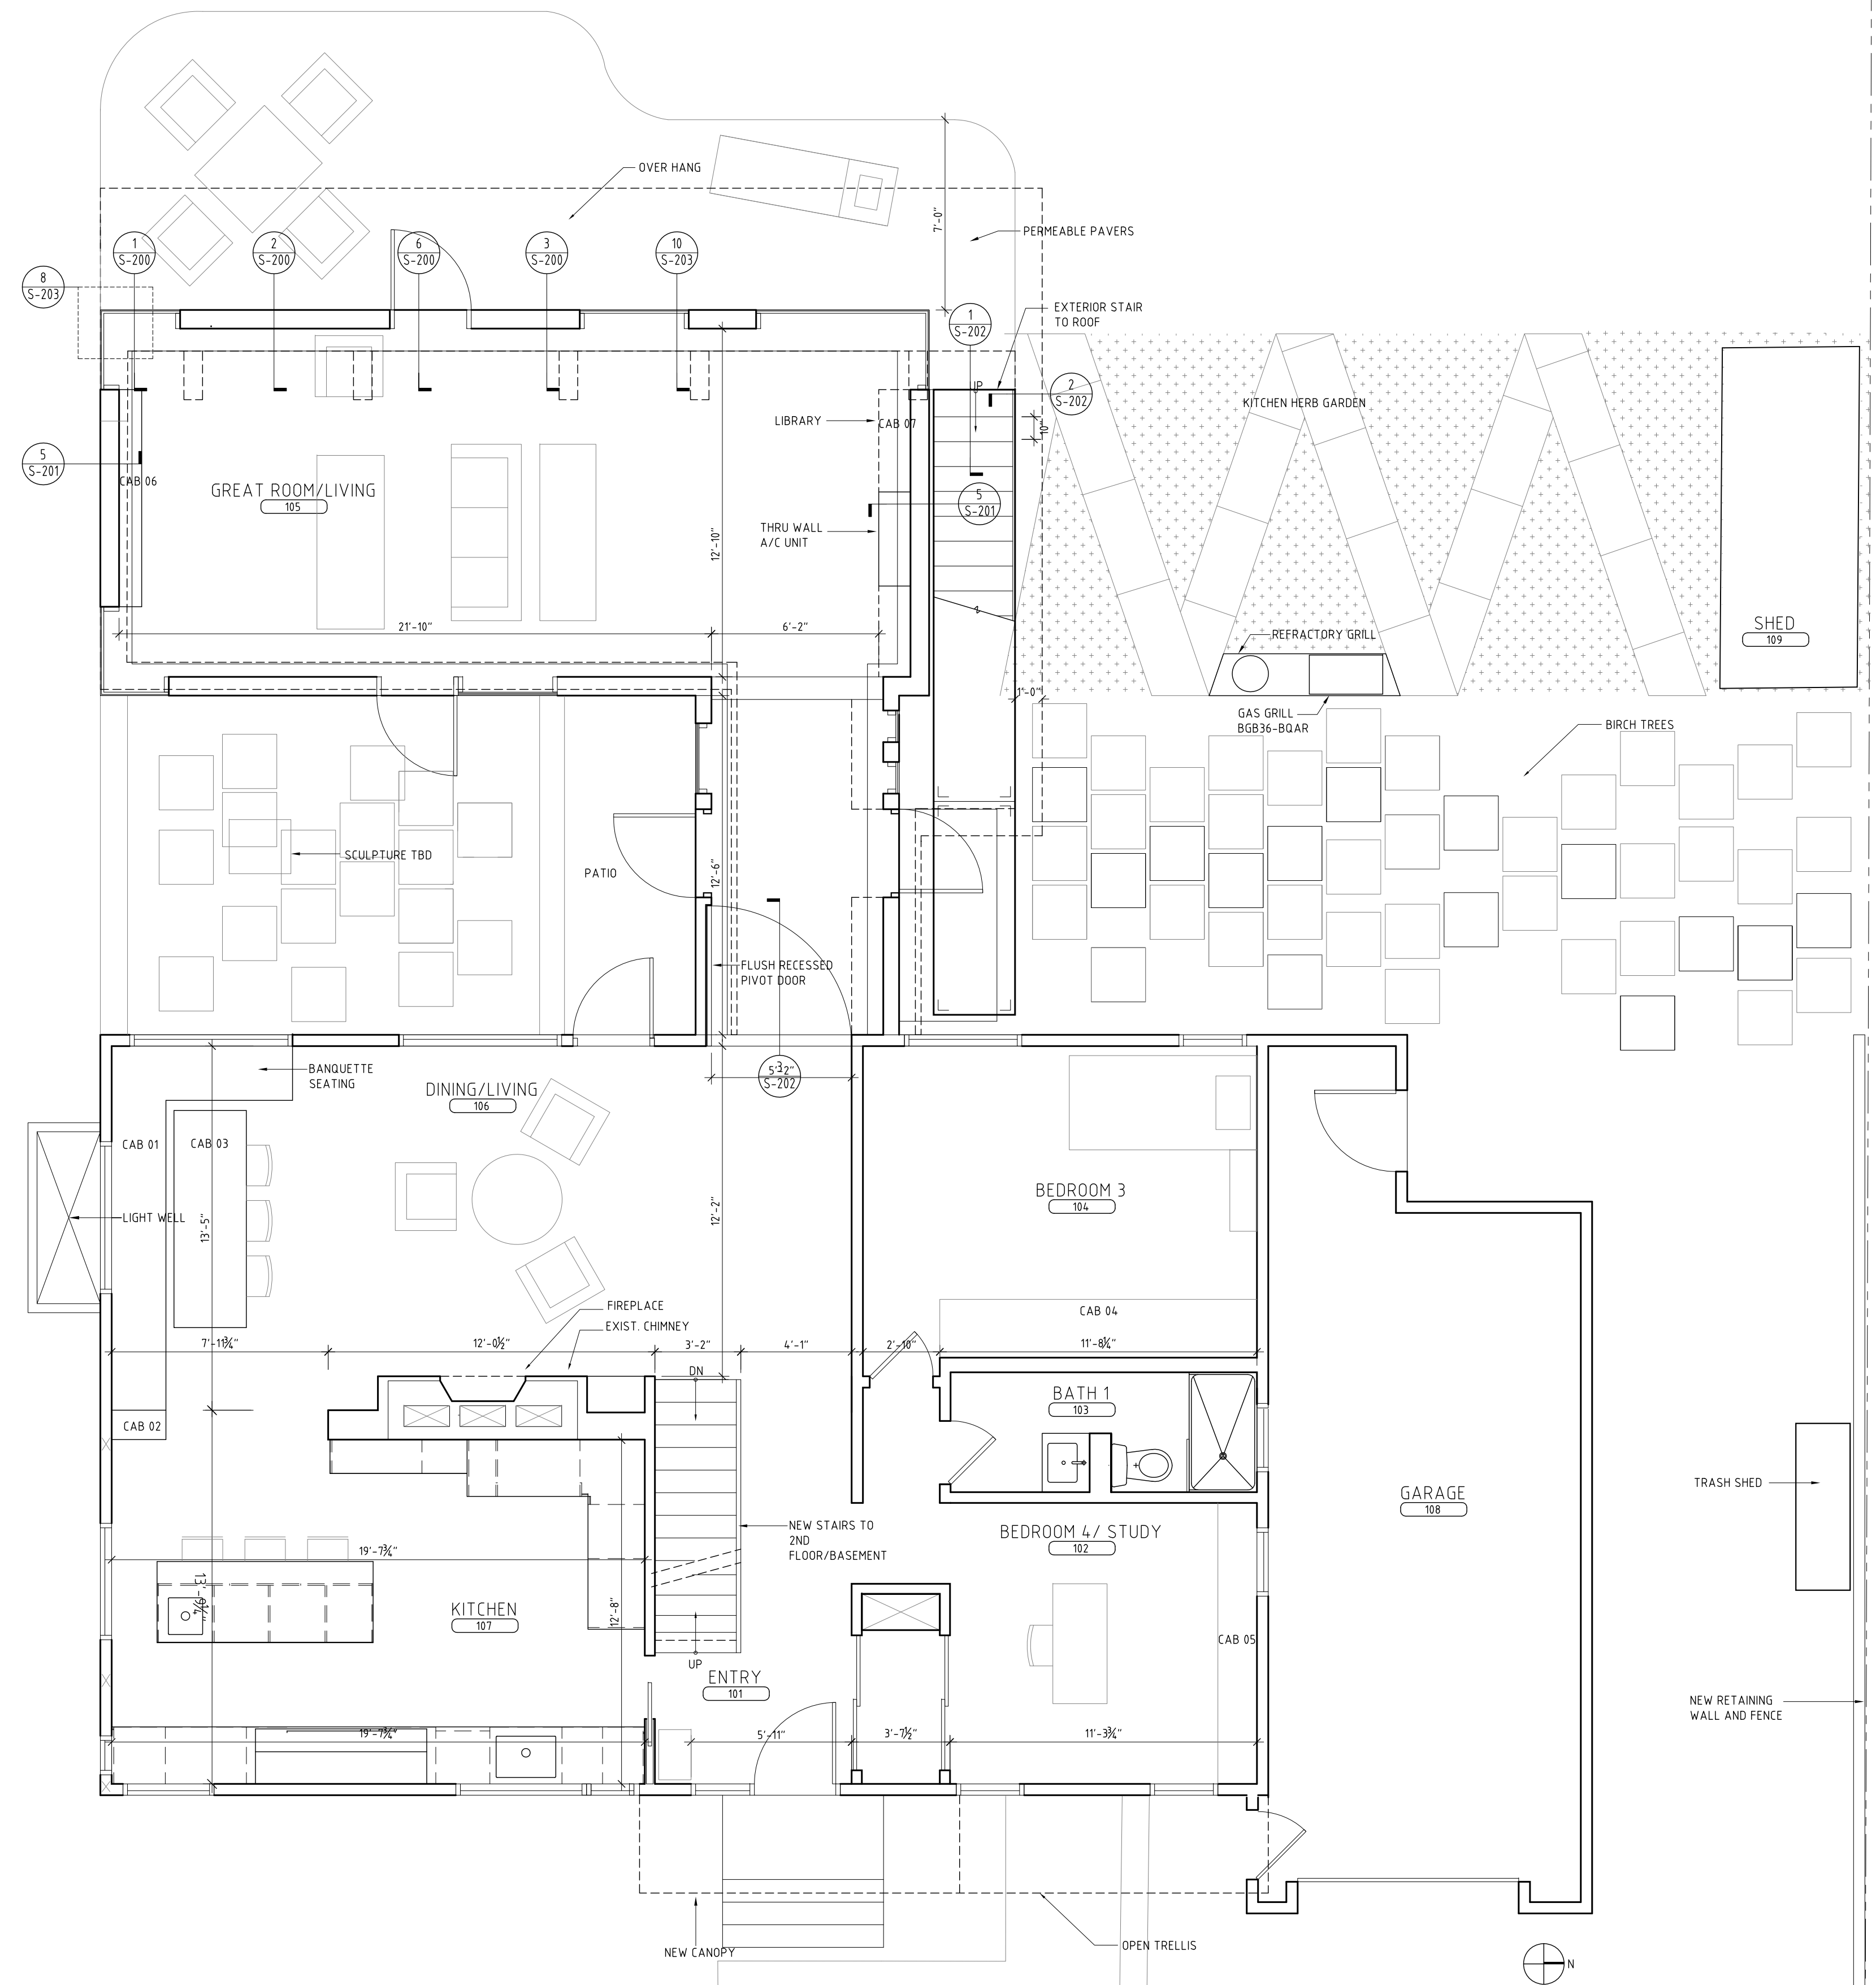 OVER HANG
7'-0"
PERMEABLE PAVERS
1
S-200
2
S-200
6
S-200
3
S-200
10
S-203
8
S-203
1
S-202
EXTERIOR STAIR
TO ROOF
UP
2
S-202
10"
KITCHEN HERB GARDEN
LIBRARY
CAB 07
5
S-201
CAB 06
GREAT ROOM/LIVING
105
5
S-201
THRU WALL
A/C UNIT
12'-10"
21'-10"
6'-2"
2
REFRACTORY GRILL
SHED
109
1'-0"
GAS GRILL
BGB36-BQAR
BIRCH TREES
SCULPTURE TBD
PATIO
12'-6"
FLUSH RECESSED
PIVOT DOOR
BANQUETTE
SEATING
DINING/LIVING
106
3
S-202
5'-2"
CAB 01
CAB 03
LIGHT WELL
13'-5"
12'-2"
BEDROOM 3
104
CAB 04
FIREPLACE
EXIST. CHIMNEY
7'-11¾"
12'-0½"
3'-2"
4'-1"
2'-10"
11'-8¼"
DN
CAB 02
BATH 1
103
GARAGE
108
TRASH SHED
NEW STAIRS TO
2ND
FLOOR/BASEMENT
BEDROOM 4/ STUDY
102
19'-7¾"
13'-9¼"
KITCHEN
107
12'-8"
CAB 05
UP
ENTRY
101
NEW RETAINING
WALL AND FENCE
19'-7¾"
5'-11"
3'-7½"
11'-3¾"
NEW CANOPY
OPEN TRELLIS
N